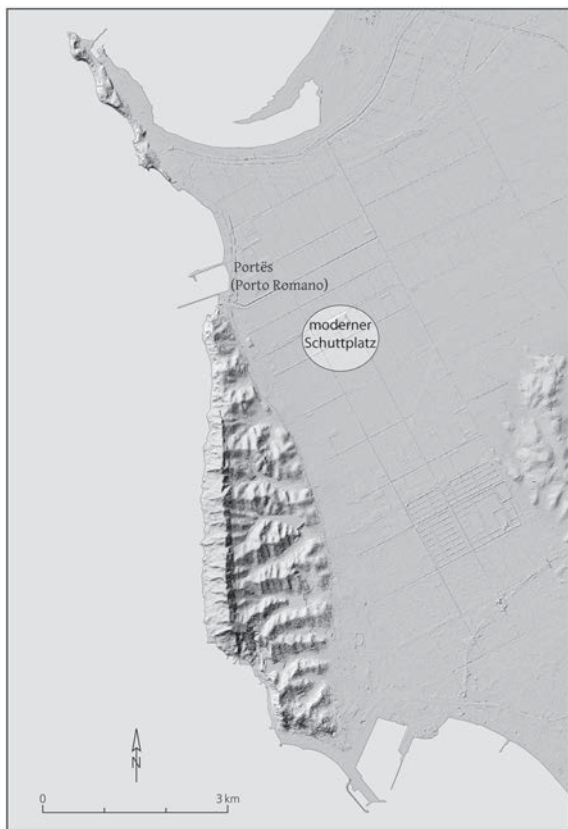 Portës
(Porto Romano)
moderner
Schuttplatz
N
0
3 km